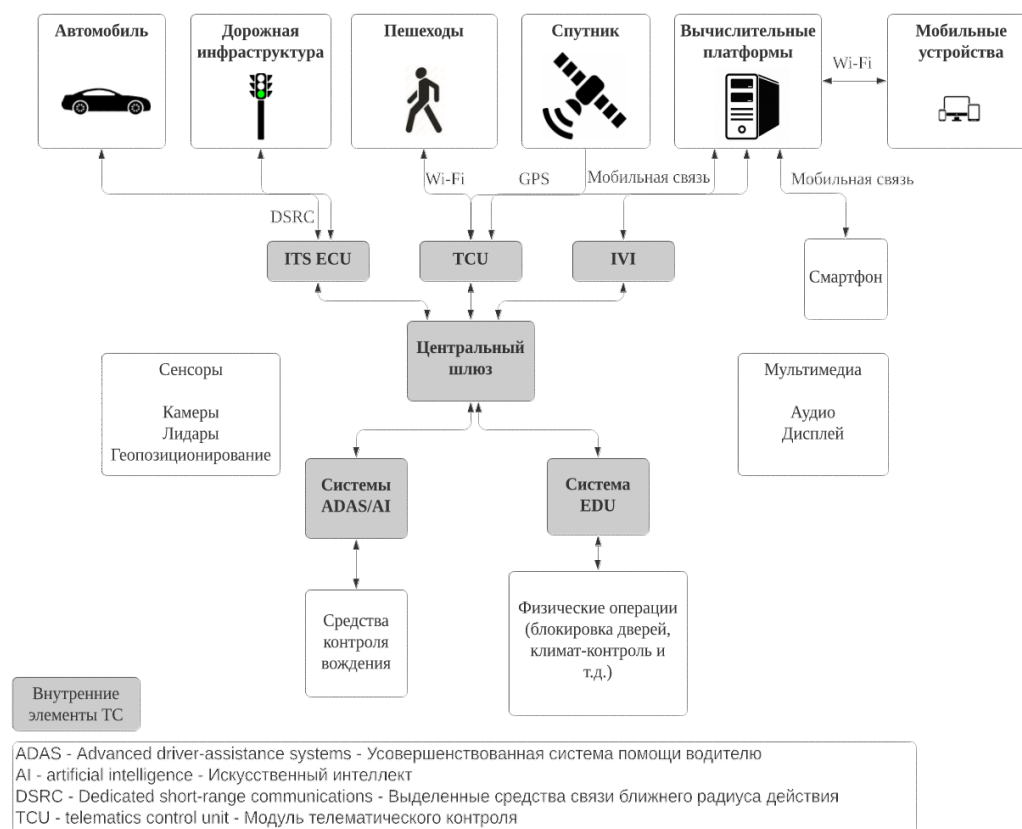 Автомобиль
Дорожная
инфраструктура
Пешеходы
Спутник
Вычислительные
платформы
Wi-Fi
Мобильные
устройства
Wi-Fi
GPS
Мобильная связь
Мобильная связь
DSRC
ITS ECU
TCU
IVI
Смартфон
Центральный
шлюз
Сенсоры
Камеры
Лидары
Геопозиционирование
Мультимедиа
Аудио
Дисплей
Системы
ADAS/AI
Система
EDU
Средства
контроля
вождения
Физические операции
(блокировка дверей,
климат-контроль и
т.д.)
Внутренние
элементы ТС
ADAS - Advanced driver-assistance systems - Усовершенствованная система помощи водителю
AI - artificial intelligence - Искусственный интеллект
DSRC - Dedicated short-range communications - Выделенные средства связи ближнего радиуса действия
TCU - telematics control unit - Модуль телематического контроля